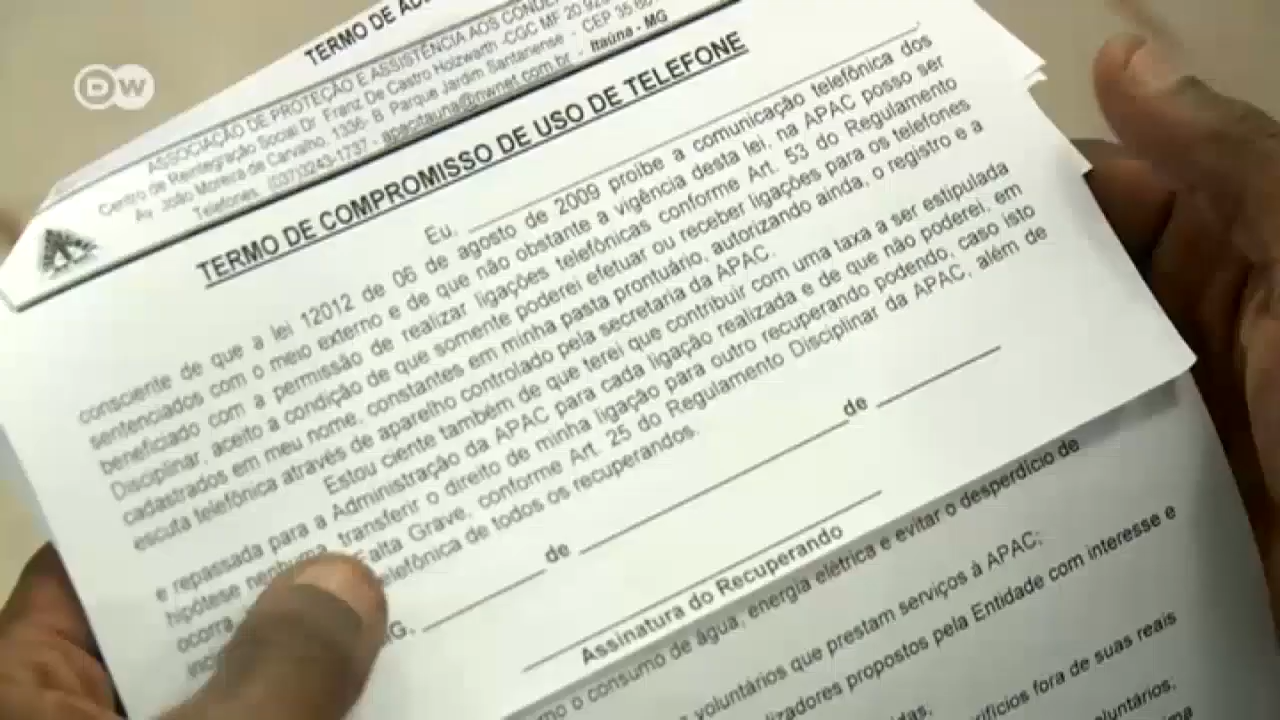 DW
TERMO DE AD
ASSOCIAÇÃO DE PROTEÇÃO E ASSISTÊNCIA AOS CONDE
Centro de Reintegração Social Dr. Franz De Castro Holzwarth -CGC MF 20.929
Av. João Moreira de Carvalho, 1336- B Parque Jardim Santanense - CEP 35 68
Telefones. (037)3243-1737 - apacitauna@nwnet.com.br - Itaúna - MG
TERMO DE COMPROMISSO DE USO DE TELEFONE
Eu,
consciente de que a lei 12012 de 06 de agosto de 2009 proibe a comunicação telefônica dos
sentenciados com o meio externo e de que não obstante a vigência desta lei, na APAC posso ser
beneficiado com a permissão de realizar ligações telefônicas conforme Art. 53 do Regulamento
Disciplinar, aceito a condição de que somente poderei efetuar ou receber ligações para os telefones
cadastrados em meu nome, constantes em minha pasta prontuário, autorizando ainda, o registro e a
escuta telefônica através de aparelho controlado pela secretaria da APAC.
Estou ciente também de que terei que contribuir com uma taxa a ser estipulada
e repassada para a Administração da APAC para cada ligação realizada e de que não poderei, em
hipótese nenhuma, transferir o direito de minha ligação para outro recuperando podendo, caso isto
ocorra Falta Grave, conforme Art. 25 do Regulamento Disciplinar da APAC, além de
telefônica de todos os recuperandos.
de de
Assinatura do Recuperando
o consumo de água, energia elétrica e evitar o desperdício de
voluntários que prestam serviços à APAC;
propostos pela Entidade com interesse e
fora de suas reais
voluntários.